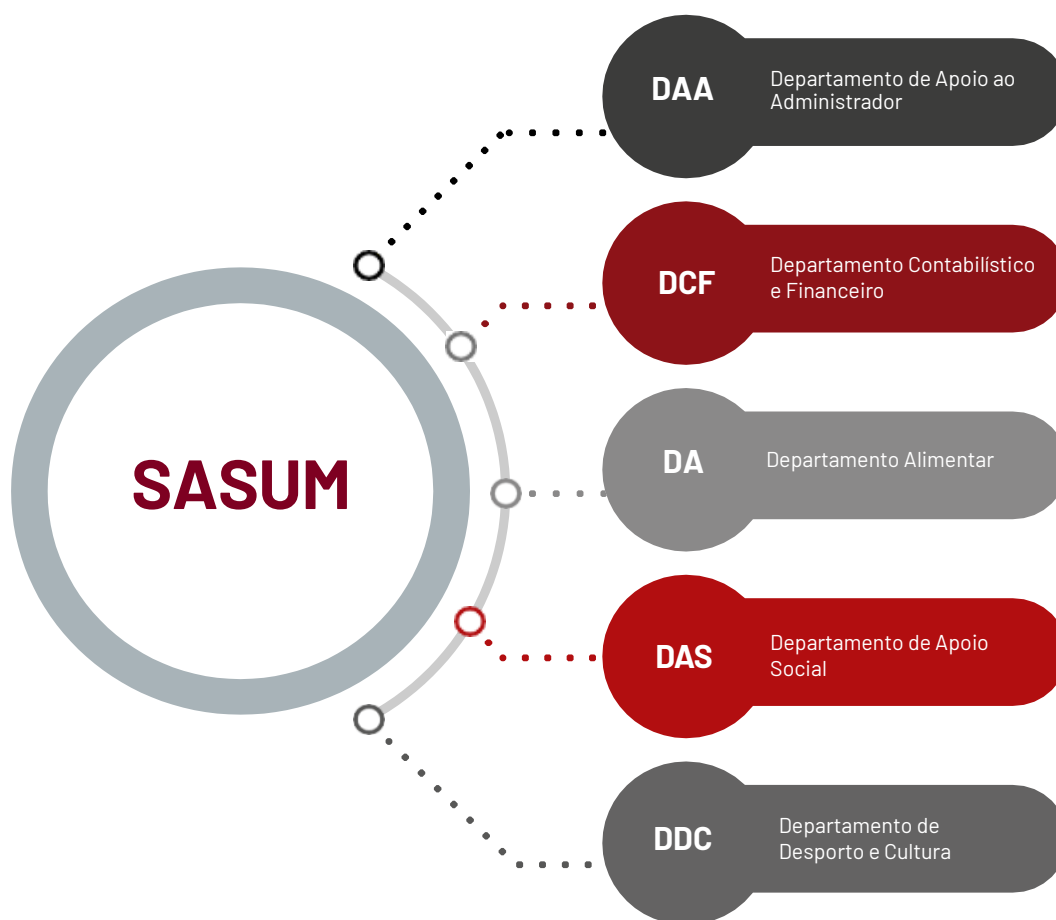 DAA
Departamento de Apoio ao
Administrador
DCF
Departamento Contabilístico
e Financeiro
SASUM
DA
Departamento Alimentar
DAS
Departamento de Apoio
Social
DDC
Departamento de
Desporto e Cultura